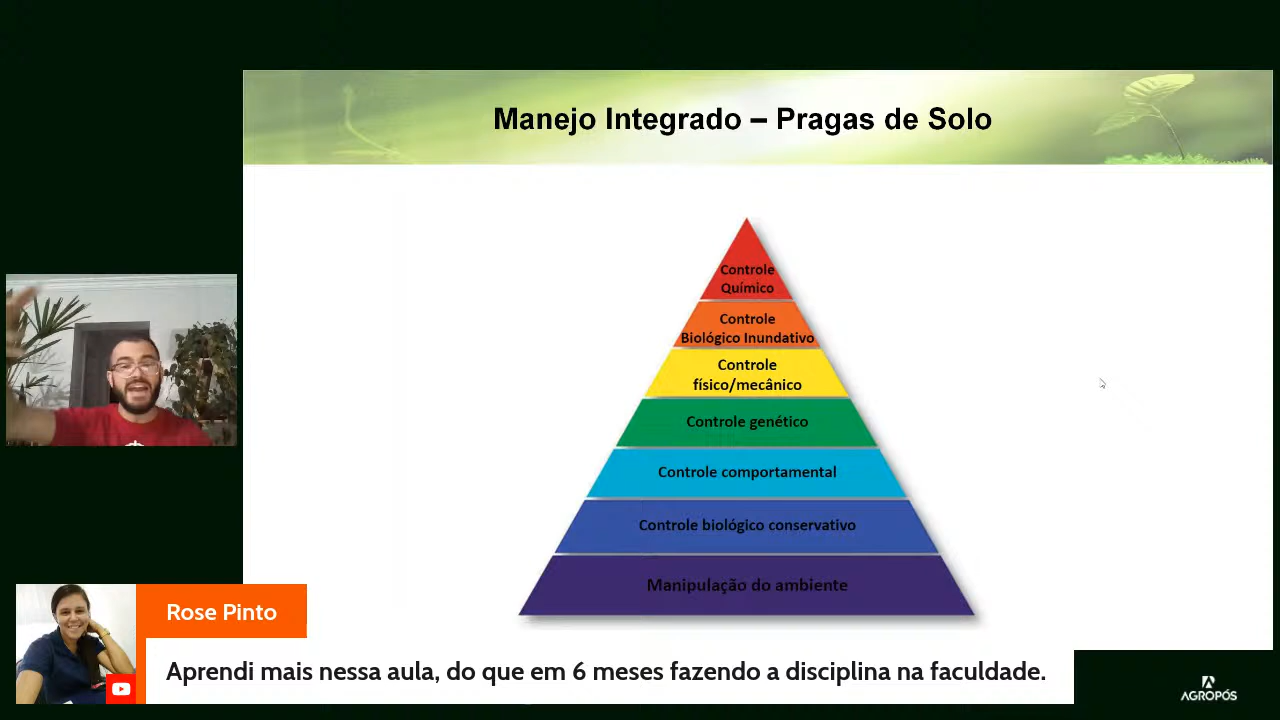 Manejo Integrado – Pragas de Solo
Controle
Químico
Controle
Biológico Inundativo
Controle
físico/mecânico
Controle genético
Controle comportamental
Controle biológico conservativo
Manipulação do ambiente
Rose Pinto
Aprendi mais nessa aula, do que em 6 meses fazendo a disciplina na faculdade.
AGROPÓS